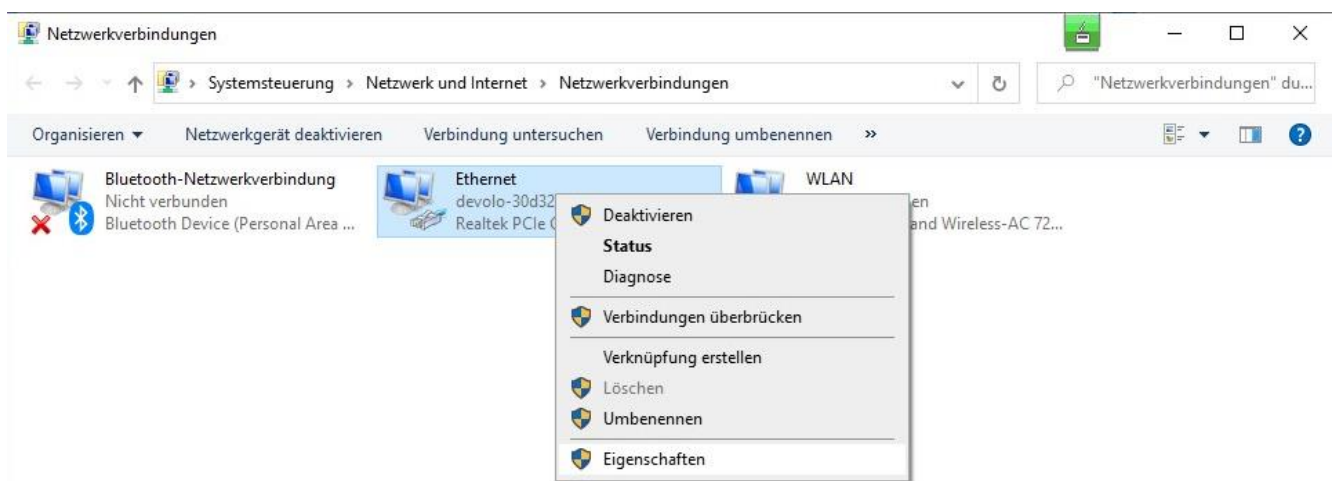 Netzwerkverbindungen
Systemsteuerung > Netzwerk und Internet > Netzwerkverbindungen
"Netzwerkverbindungen" du...
Organisieren Netzwerkgerät deaktivieren Verbindung untersuchen Verbindung umbenennen »
Bluetooth-Netzwerkverbindung
Nicht verbunden
Bluetooth Device (Personal Area ...
Ethernet
devolo-30d32
Realtek PCIe
WLAN
en
and Wireless-AC 72...
Deaktivieren
Status
Diagnose
Verbindungen überbrücken
Verknüpfung erstellen
Löschen
Umbenennen
Eigenschaften